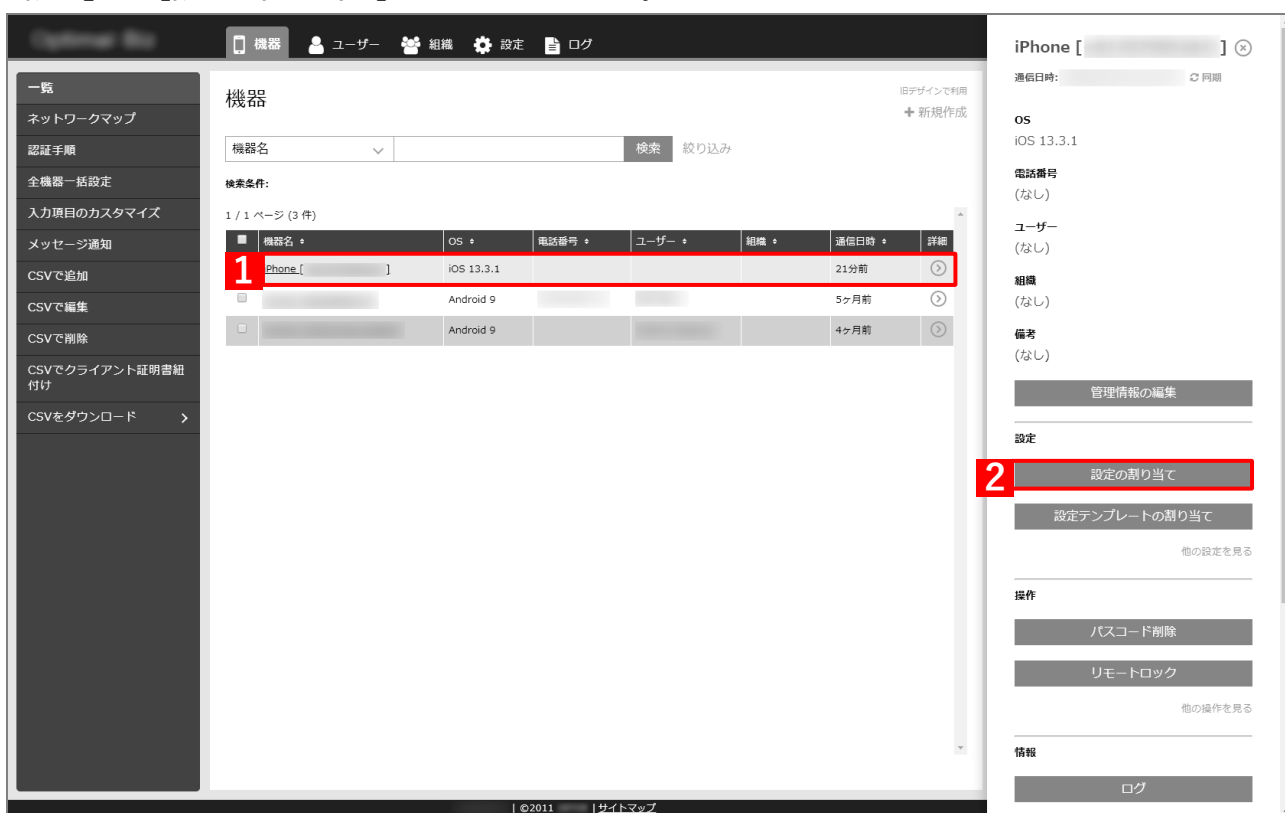 機器
ユーザー
組織
設定
ログ
一覧
ネットワークマップ
認証手順
全機器一括設定
入力項目のカスタマイズ
メッセージ通知
CSVで追加
CSVで編集
CSVで削除
CSVでクライアント証明書紐
付け
CSVをダウンロード
機器
旧デザインで利用
新規作成
機器名
検索
絞り込み
検索条件:
1 / 1 ページ (3 件)
機器名 OS 電話番号 ユーザー 組織 通信日時 詳細
1
Phone [ ] iOS 13.3.1 21分前
Android 9 5ヶ月前
Android 9 4ヶ月前
| ©2011 | サイトマップ
iPhone [ ]
通信日時: 同期
OS
iOS 13.3.1
電話番号
(なし)
ユーザー
(なし)
組織
(なし)
備考
(なし)
管理情報の編集
設定
2
設定の割り当て
設定テンプレートの割り当て
他の設定を見る
操作
パスコード削除
リモートロック
他の操作を見る
情報
ログ